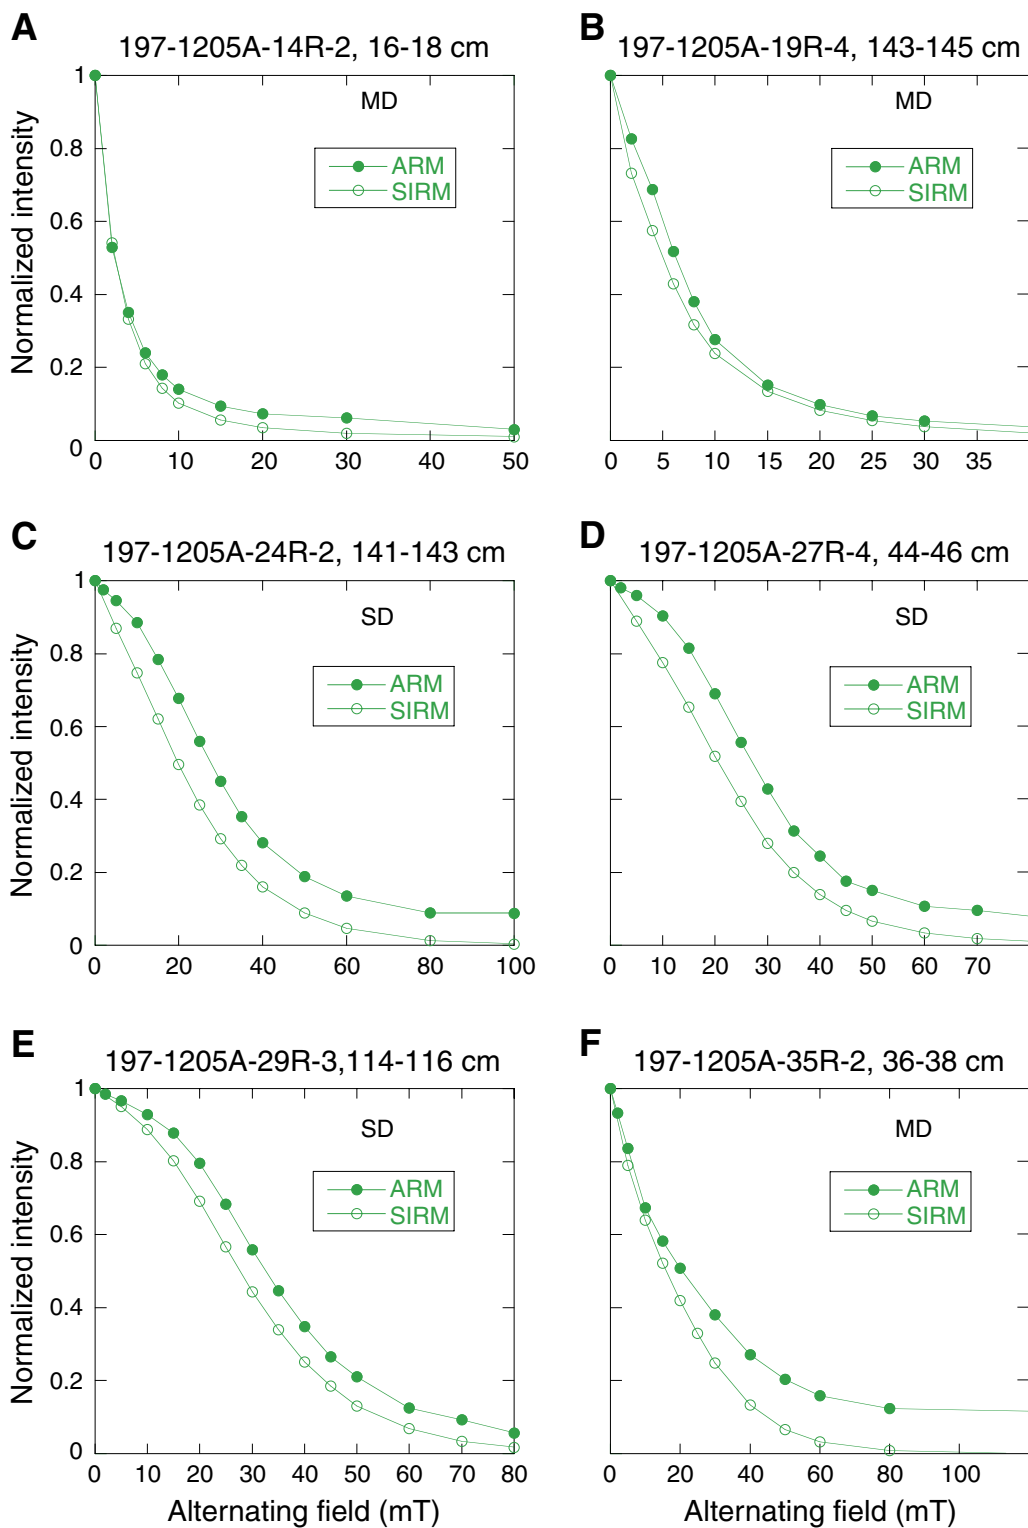 A
197-1205A-14R-2, 16-18 cm
MD
ARM
SIRM
Normalized intensity
1
0.8
0.6
0.4
0.2
0
0 10 20 30 40 50
B
197-1205A-19R-4, 143-145 cm
MD
ARM
SIRM
0 5 10 15 20 25 30 35
C
197-1205A-24R-2, 141-143 cm
SD
ARM
SIRM
Normalized intensity
1
0.8
0.6
0.4
0.2
0
0 20 40 60 80 100
D
197-1205A-27R-4, 44-46 cm
SD
ARM
SIRM
0 10 20 30 40 50 60 70
E
197-1205A-29R-3,114-116 cm
SD
ARM
SIRM
Normalized intensity
1
0.8
0.6
0.4
0.2
0
0 10 20 30 40 50 60 70 80
Alternating field (mT)
F
197-1205A-35R-2, 36-38 cm
MD
ARM
SIRM
0 20 40 60 80 100
Alternating field (mT)